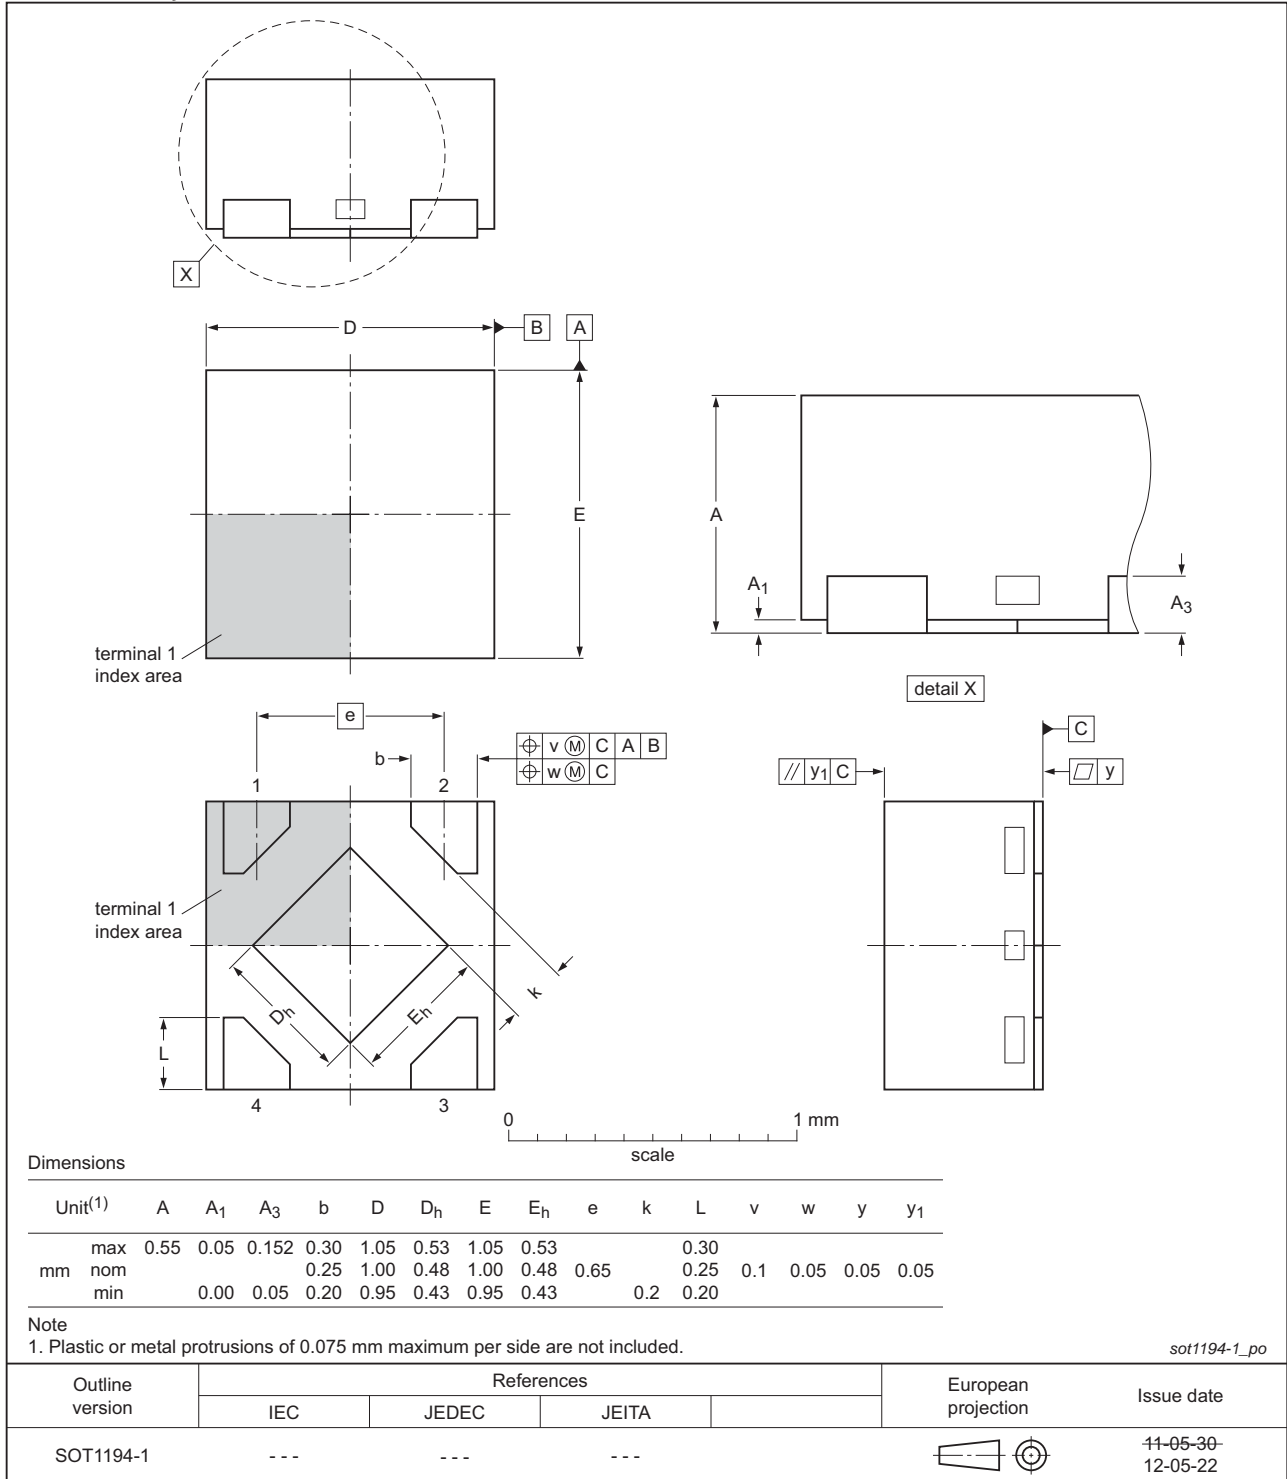 X
D
B
A
E
terminal 1
index area
A
A1
A3
detail X
e
b
v M C A B
w M C
1
2
C
// y1 C
y
terminal 1
index area
k
Dh
Eh
L
4
3
0
1 mm
scale
Dimensions
Unit(1) A A1 A3 b D Dh E Eh e k L v w y y1
max 0.55 0.05 0.152 0.30 1.05 0.53 1.05 0.53 0.30
mm nom 0.25 1.00 0.48 1.00 0.48 0.65 0.25 0.1 0.05 0.05 0.05
min 0.00 0.05 0.20 0.95 0.43 0.95 0.43 0.2 0.20
Note
1. Plastic or metal protrusions of 0.075 mm maximum per side are not included.
sot1194-1_po
Outline version
References
European projection
Issue date
IEC JEDEC JEITA
SOT1194-1 - - - - - - - - -
11-05-30
12-05-22